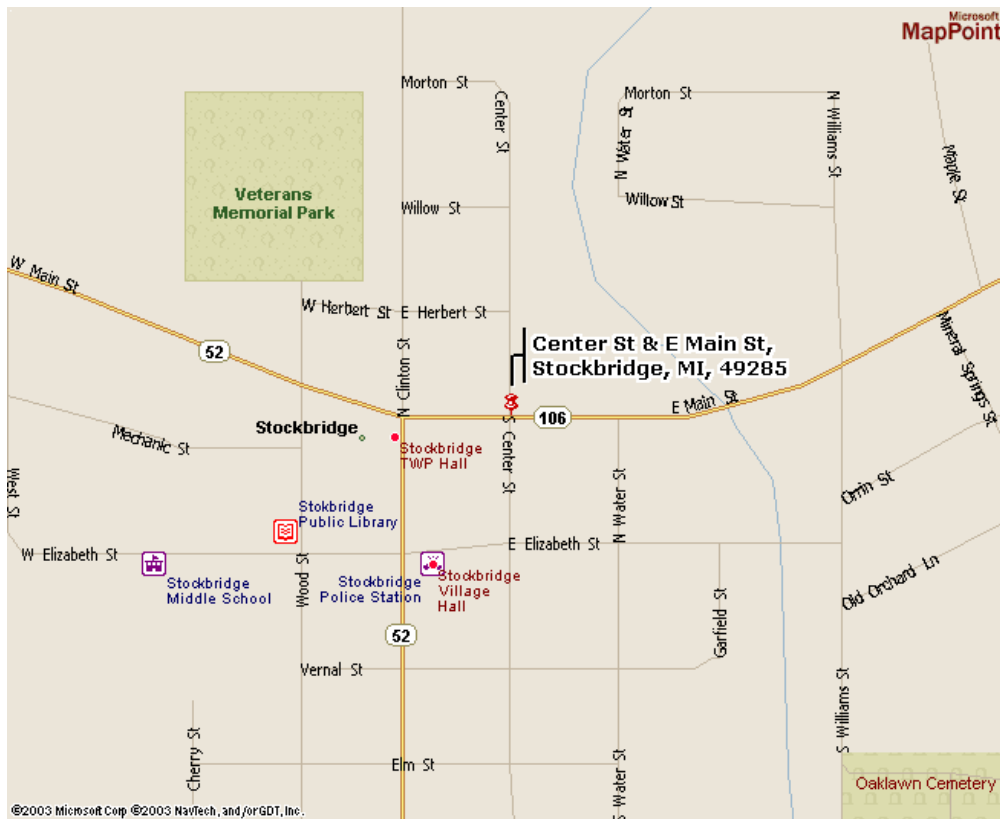 Microsoft
MapPoint
Morton St
Center St
Morton St
N Water St
N Williams St
Maple St
Veterans
Memorial Park
Willow St
Willow St
W Main St
W Herbert St
E Herbert St
N Clinton St
52
Center St & E Main St,
Stockbridge, MI, 49285
Mineral Springs St
E Main St
106
Mechanic St
Stockbridge
Stockbridge
TWP Hall
S Center St
West St
N Water St
Orrin St
Stokbridge
Public Library
W Elizabeth St
E Elizabeth St
Stockbridge
Middle School
Wood St
Stockbridge
Police Station
Stockbridge
Village
Hall
Old Orchard Ln
Garfield St
52
Vernal St
S Williams St
Cherry St
Elm St
S Water St
Oaklawn Cemetery
©2003 Microsoft Corp ©2003 NavTech, and/or GDT, Inc.